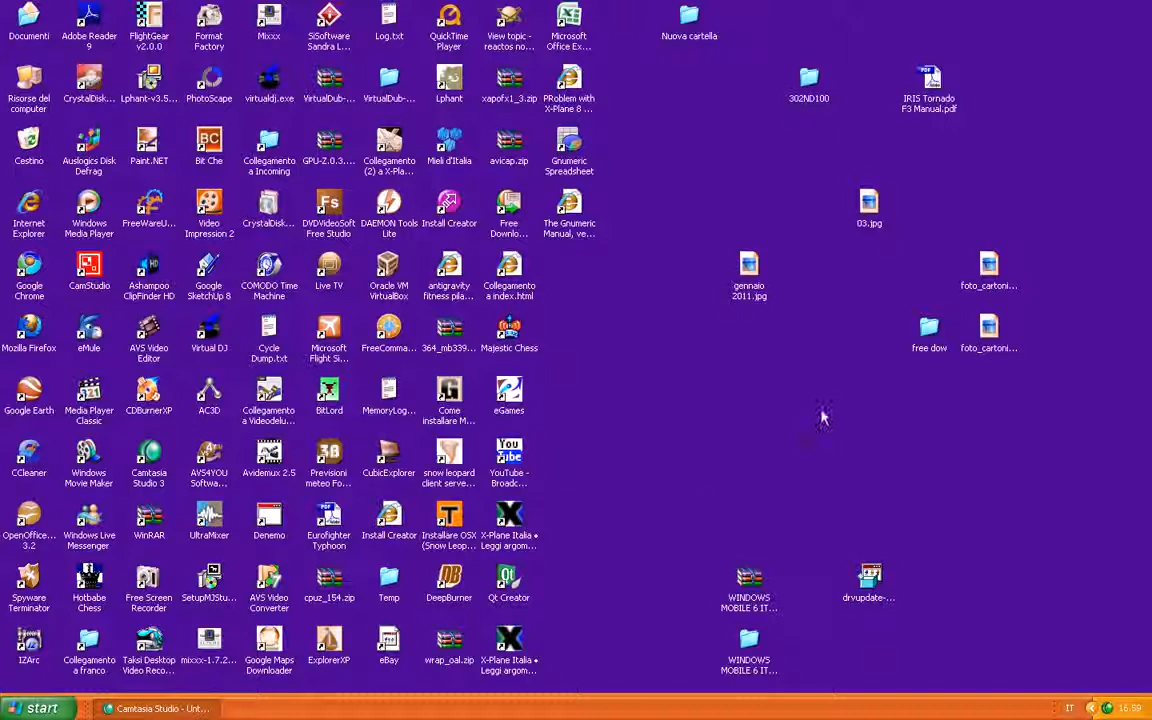 Documenti
Adobe Reader
9
FlightGear
v2.0.0
Format
Factory
Mixxx
SiSoftware
Sandra L...
Log.txt
QuickTime
Player
View topic -
reactos no...
Microsoft
Office Ex...
Nuova cartella
Risorse del
computer
CrystalDisk...
Lphant-v3.5...
PhotoScape
virtualdj.exe
VirtualDub-...
VirtualDub-...
Lphant
xapofx1_3.zip
PRoblem with
X-Plane 8 ...
302ND100
IRIS Tornado
F3 Manual.pdf
Cestino
Auslogics Disk
Defrag
Paint.NET
Bit Che
Collegamento
a Incoming
GPU-Z.0.3....
Collegamento
(2) a X-Pla...
Mieli d'Italia
avicap.zip
Gnumeric
Spreadsheet
Internet
Explorer
Windows
Media Player
FreeWareU...
Video
Impression 2
CrystalDisk...
DVDVideoSoft
Free Studio
DAEMON Tools
Lite
Install Creator
Free
Downlo...
The Gnumeric
Manual, ve...
03.jpg
Google
Chrome
CamStudio
Ashampoo
ClipFinder HD
Google
SketchUp 8
COMODO Time
Machine
Live TV
Oracle VM
VirtualBox
antigravity
fitness pila...
Collegamento
a index.html
gennaio
2011.jpg
foto_cartoni...
Mozilla Firefox
eMule
AVS Video
Editor
Virtual DJ
Cycle
Dump.txt
Microsoft
Flight Si...
FreeComma...
364_mb339...
Majestic Chess
free dow
foto_cartoni...
Google Earth
Media Player
Classic
CDBurnerXP
AC3D
Collegamento
a Videodelu...
BitLord
MemoryLog...
Come
installare M...
eGames
CCleaner
Windows
Movie Maker
Camtasia
Studio 3
AVS4YOU
Softwa...
Avidemux 2.5
Previsioni
meteo Fo...
CubicExplorer
snow leopard
client serve...
You
Tube
YouTube -
Broadc...
OpenOffice...
3.2
Windows Live
Messenger
WinRAR
UltraMixer
Denemo
Eurofighter
Typhoon
Install Creator
Installare OSX
(Snow Leop...
X-Plane Italia •
Leggi argom...
Spyware
Terminator
Hotbabe
Chess
Free Screen
Recorder
SetupMJStu...
AVS Video
Converter
cpuz_154.zip
Temp
DeepBurner
Qt Creator
WINDOWS
MOBILE 6 IT...
drvupdate-...
IZArc
Collegamento
a franco
Taksi Desktop
Video Reco...
mixxx-1.7.2...
Google Maps
Downloader
ExplorerXP
eBay
wrap_oal.zip
X-Plane Italia •
Leggi argom...
WINDOWS
MOBILE 6 IT...
start
Camtasia Studio - Unt...
IT
16.59